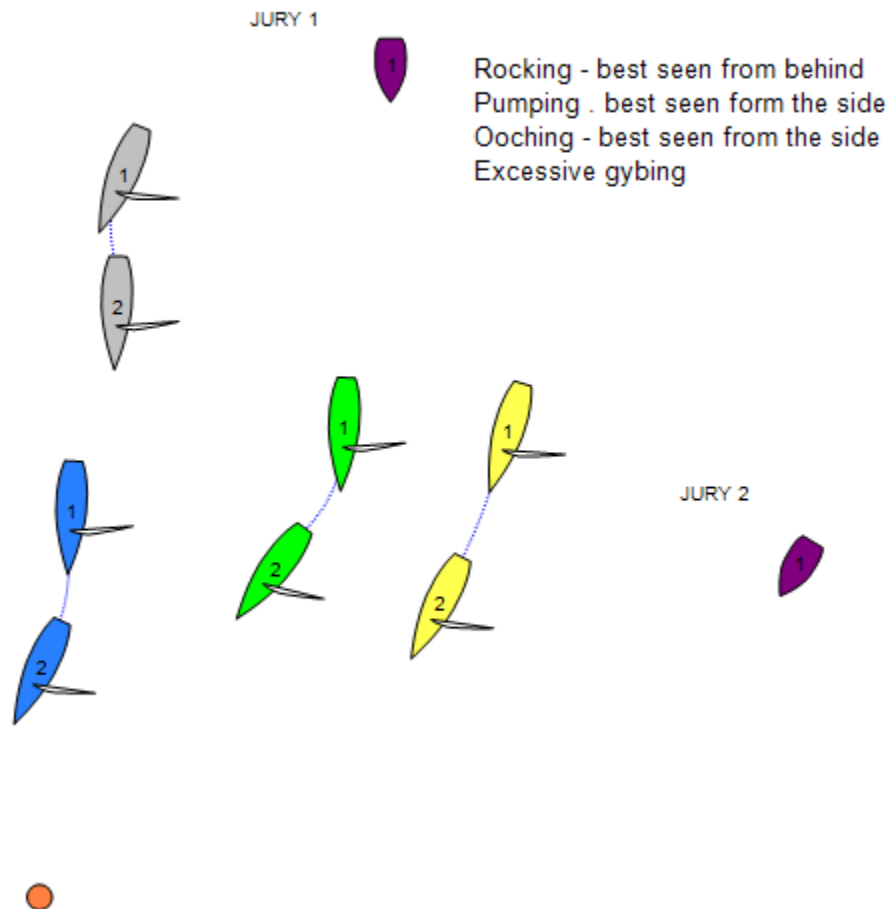 JURY 1
1
Rocking - best seen from behind
Pumping . best seen form the side
Ooching - best seen from the side
Excessive gybing
1
2
1
1
1
JURY 2
1
2
2
2